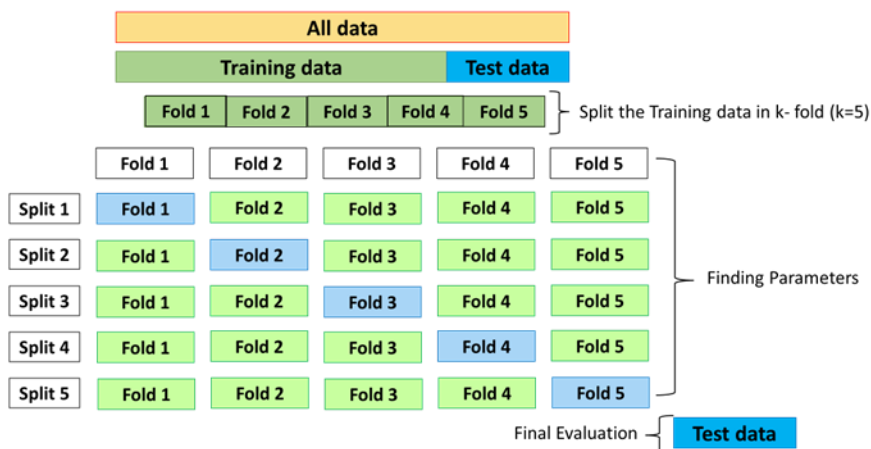 All data
Training data Test data
Fold 1 Fold 2 Fold 3 Fold 4 Fold 5 Split the Training data in k- fold (k=5)
Fold 1 Fold 2 Fold 3 Fold 4 Fold 5
Split 1 Fold 1 Fold 2 Fold 3 Fold 4 Fold 5
Split 2 Fold 1 Fold 2 Fold 3 Fold 4 Fold 5
Finding Parameters
Split 3 Fold 1 Fold 2 Fold 3 Fold 4 Fold 5
Split 4 Fold 1 Fold 2 Fold 3 Fold 4 Fold 5
Split 5 Fold 1 Fold 2 Fold 3 Fold 4 Fold 5
Final Evaluation Test data